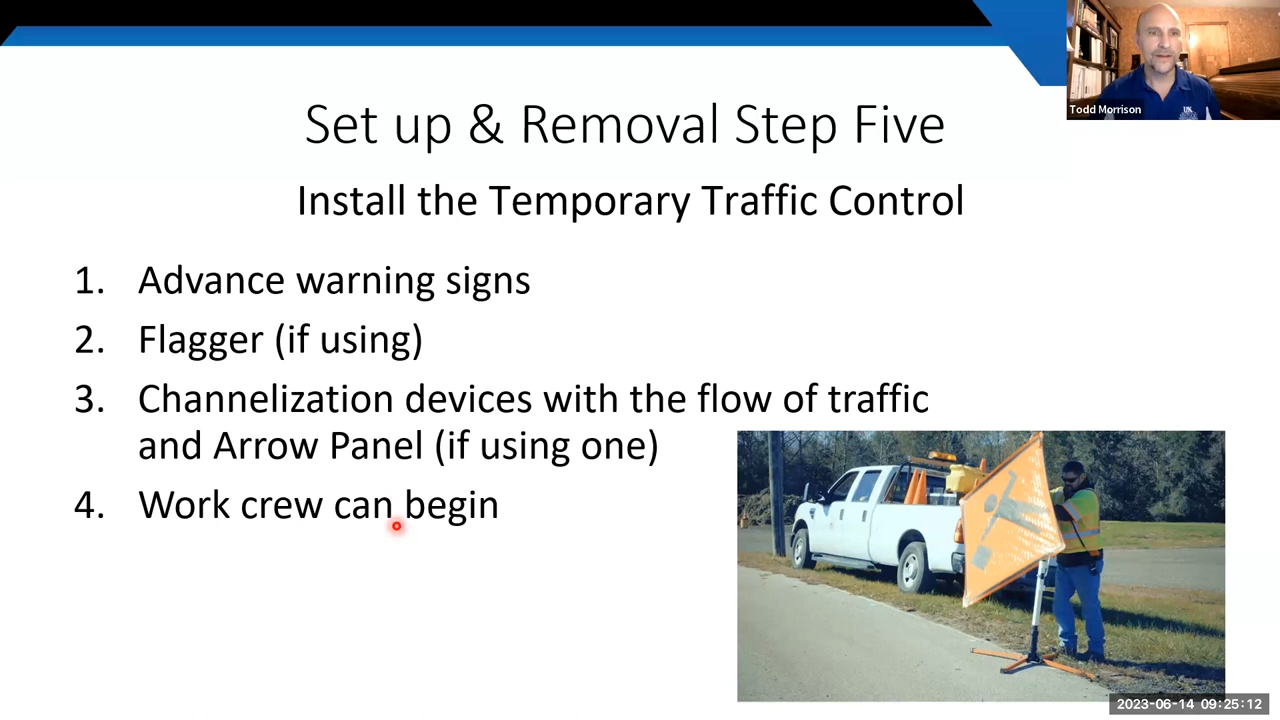 Todd Morrison
UK
Set up & Removal Step Five
Install the Temporary Traffic Control
1. Advance warning signs
2. Flagger (if using)
3. Channelization devices with the flow of traffic
and Arrow Panel (if using one)
4. Work crew can begin
2023-06-14 09:25:12